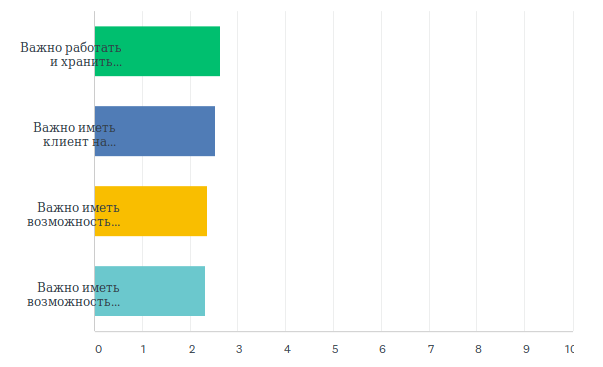 Важно работать
и хранить...
Важно иметь
клиент на...
Важно иметь
возможность...
Важно иметь
возможность...
0 1 2 3 4 5 6 7 8 9 10